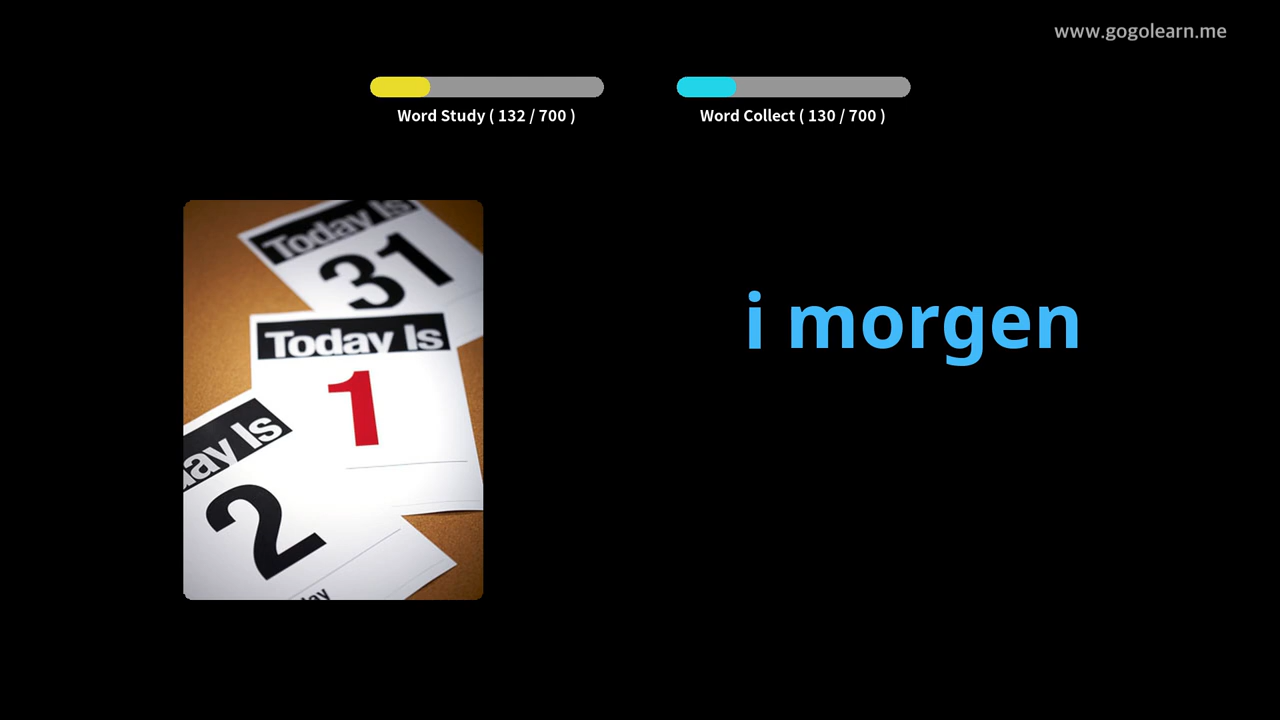 www.gogolearn.me
Word Study ( 132 / 700 )
Word Collect ( 130 / 700 )
Today Is
31
Today Is
1
day Is
2
i morgen